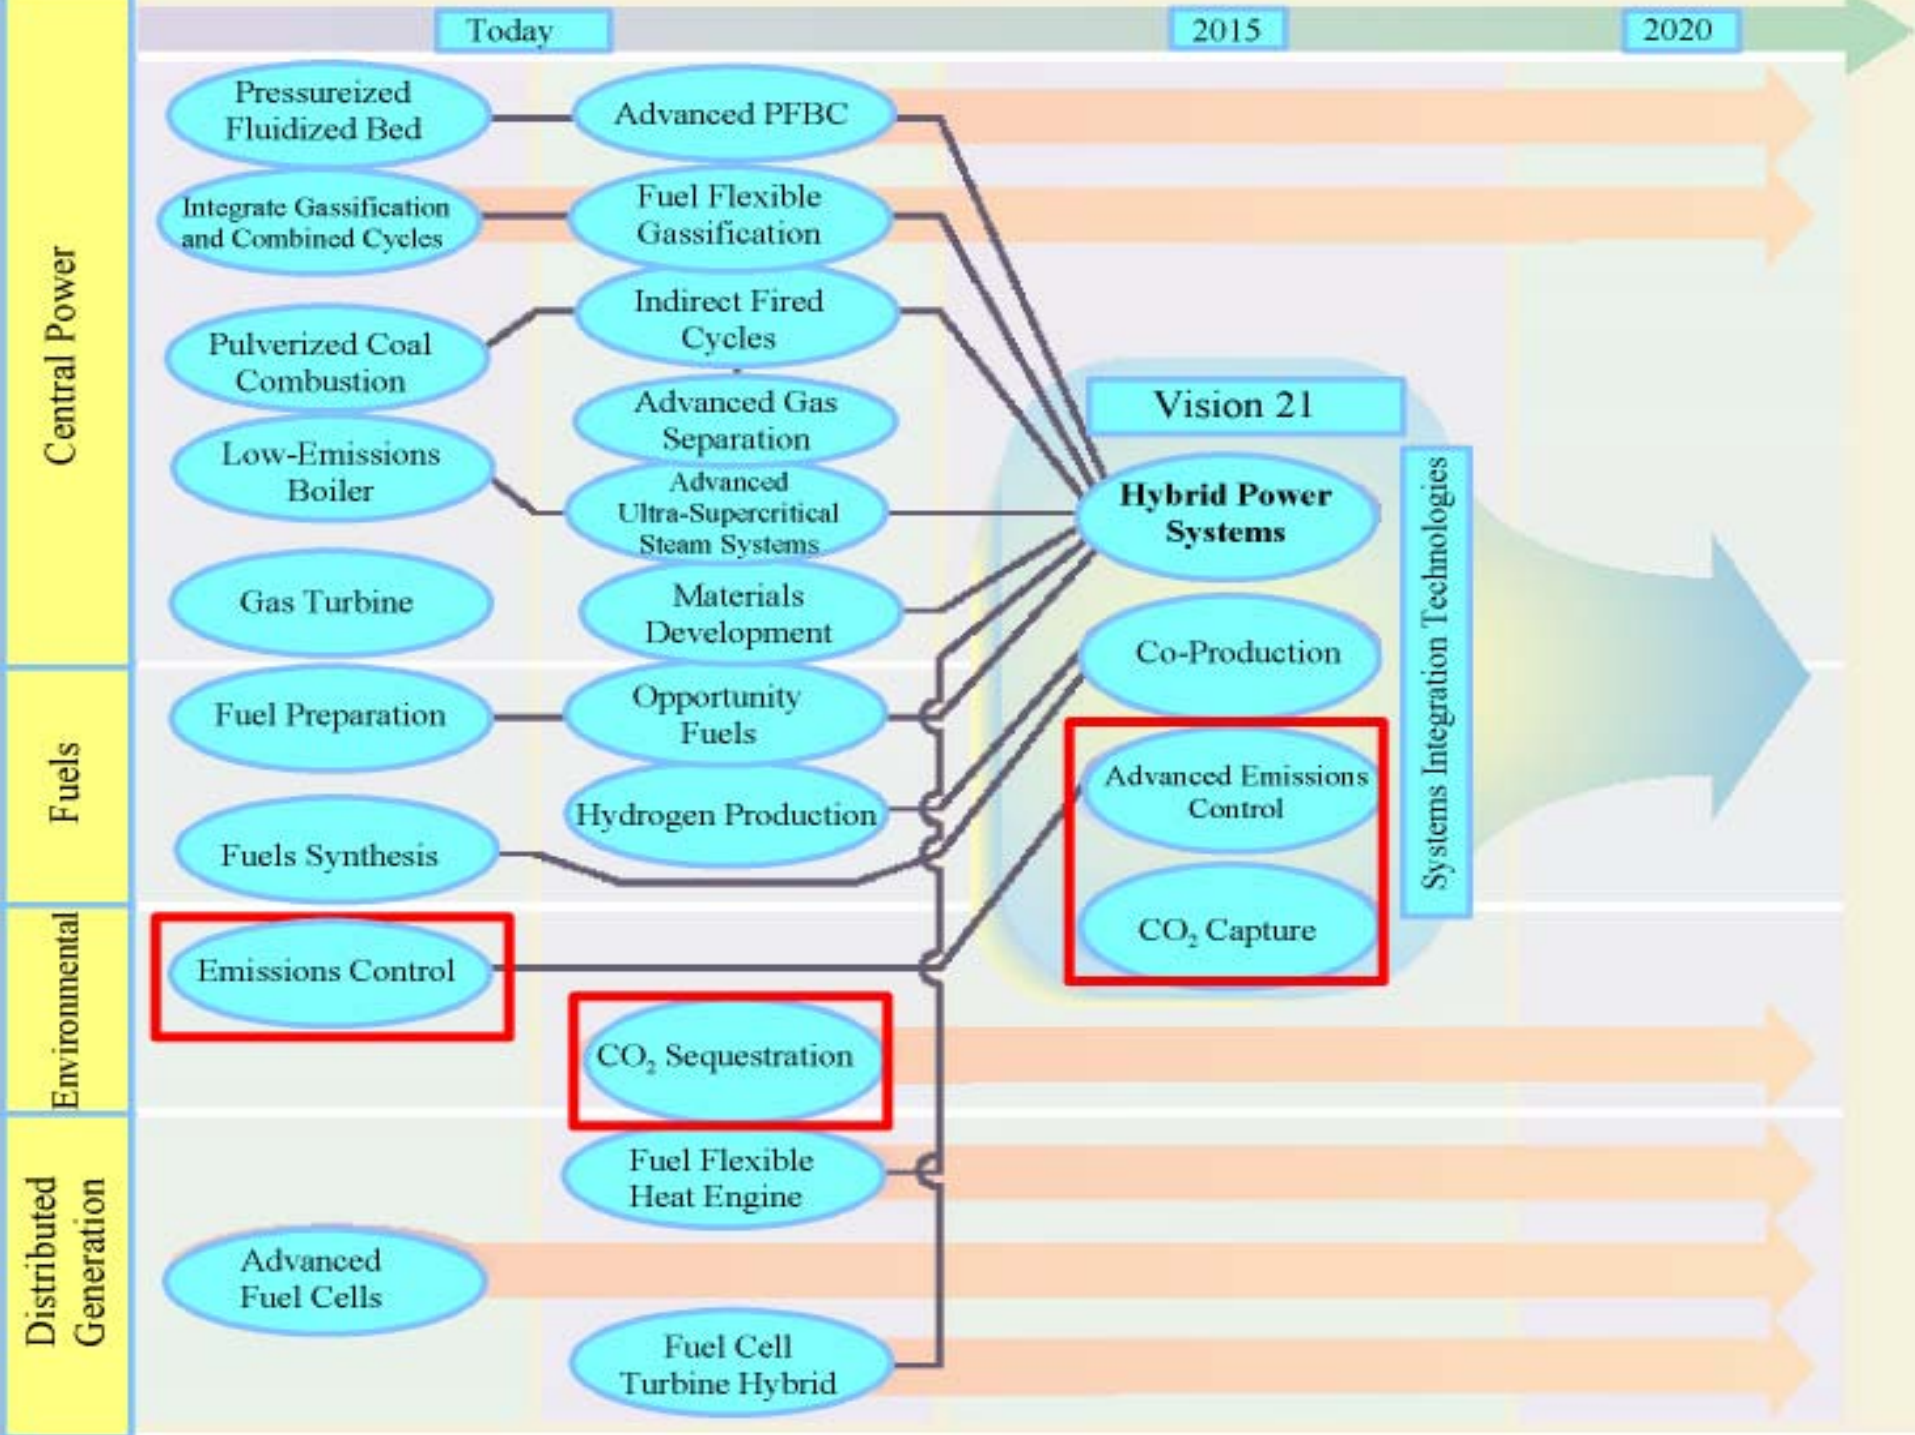 Today
2015
2020
Central Power
Pressureized
Fluidized Bed
Advanced PFBC
Integrate Gassification
and Combined Cycles
Fuel Flexible
Gassification
Pulverized Coal
Combustion
Indirect Fired
Cycles
Low-Emissions
Boiler
Advanced Gas
Separation
Advanced
Ultra-Supercritical
Steam Systems
Gas Turbine
Materials
Development
Vision 21
Hybrid Power
Systems
Co-Production
Advanced Emissions
Control
CO₂ Capture
Systems Integration Technologies
Fuels
Fuel Preparation
Opportunity
Fuels
Hydrogen Production
Fuels Synthesis
Environmental
Emissions Control
CO₂ Sequestration
Distributed
Generation
Fuel Flexible
Heat Engine
Advanced
Fuel Cells
Fuel Cell
Turbine Hybrid